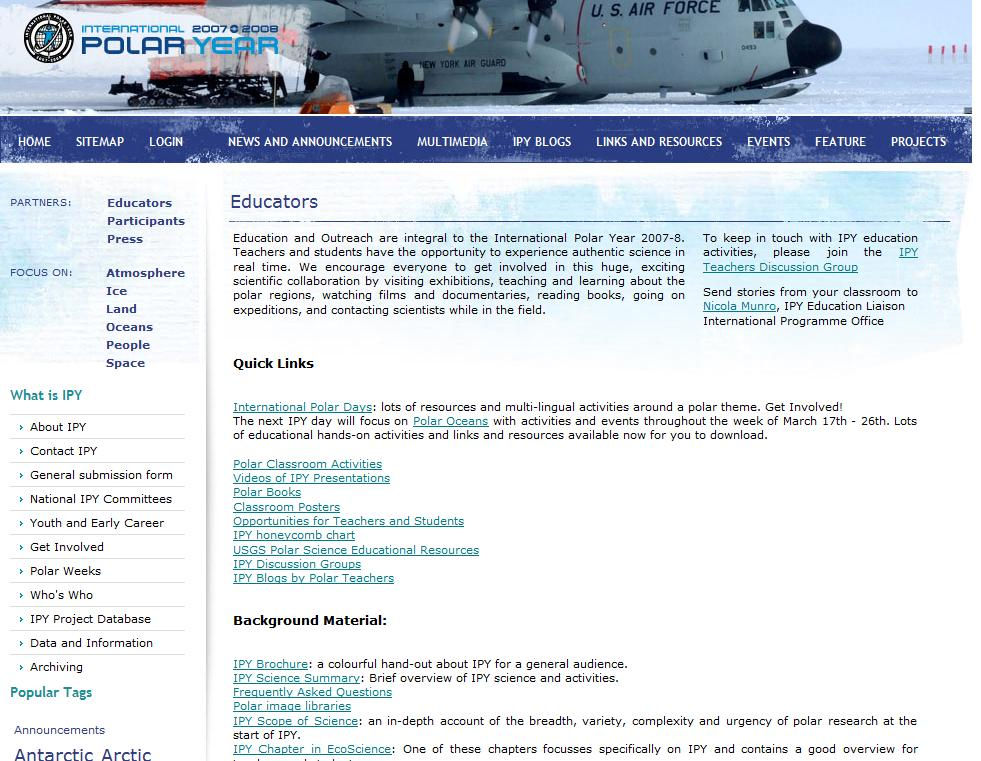 INTERNATIONAL 2007 2008
POLAR YEAR
U.S. AIR FORCE
NEW YORK AIR GUARD
0493
HOME SITEMAP LOGIN NEWS AND ANNOUNCEMENTS MULTIMEDIA IPY BLOGS LINKS AND RESOURCES EVENTS FEATURE PROJECTS
PARTNERS:
Educators
Participants
Press
FOCUS ON:
Atmosphere
Ice
Land
Oceans
People
Space
What is IPY
About IPY
Contact IPY
General submission form
National IPY Committees
Youth and Early Career
Get Involved
Polar Weeks
Who's Who
IPY Project Database
Data and Information
Archiving
Popular Tags
Announcements
Antarctic Arctic
Educators
Education and Outreach are integral to the International Polar Year 2007-8.
Teachers and students have the opportunity to experience authentic science in
real time. We encourage everyone to get involved in this huge, exciting
scientific collaboration by visiting exhibitions, teaching and learning about the
polar regions, watching films and documentaries, reading books, going on
expeditions, and contacting scientists while in the field.
To keep in touch with IPY education
activities, please join the IPY
Teachers Discussion Group
Send stories from your classroom to
Nicola Munro, IPY Education Liaison
International Programme Office
Quick Links
International Polar Days: lots of resources and multi-lingual activities around a polar theme. Get Involved!
The next IPY day will focus on Polar Oceans with activities and events throughout the week of March 17th - 26th. Lots
of educational hands-on activities and links and resources available now for you to download.
Polar Classroom Activities
Videos of IPY Presentations
Polar Books
Classroom Posters
Opportunities for Teachers and Students
IPY honeycomb chart
USGS Polar Science Educational Resources
IPY Discussion Groups
IPY Blogs by Polar Teachers
Background Material:
IPY Brochure: a colourful hand-out about IPY for a general audience.
IPY Science Summary: Brief overview of IPY science and activities.
Frequently Asked Questions
Polar image libraries
IPY Scope of Science: an in-depth account of the breadth, variety, complexity and urgency of polar research at the
start of IPY.
IPY Chapter in EcoScience: One of these chapters focusses specifically on IPY and contains a good overview for